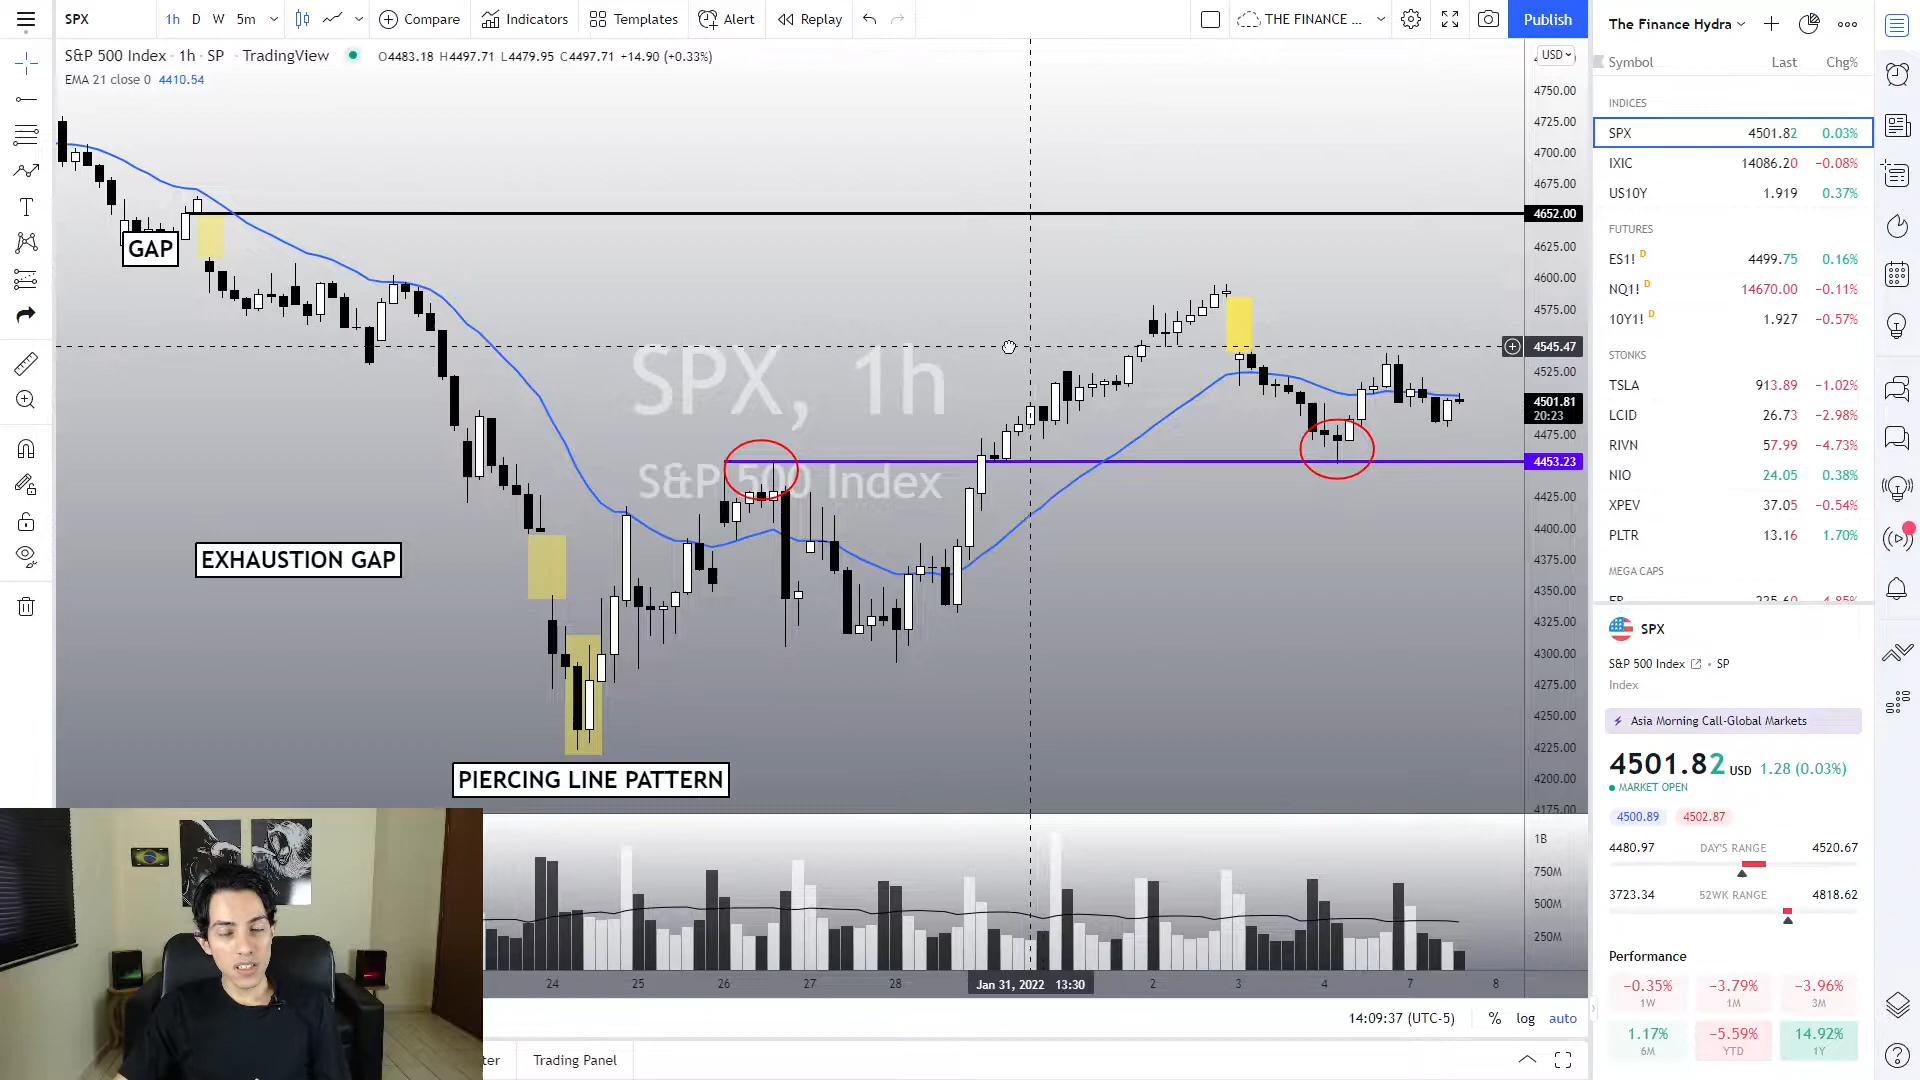 SPX 1h D W 5m Compare Indicators Templates Alert Replay THE FINANCE ... Publish
S&P 500 Index · 1h · SP · TradingView O4483.18 H4497.71 L4479.95 C4497.71 +14.90 (+0.33%)
EMA 21 close 0 4410.54
USD
4750.00
4725.00
4700.00
4675.00
4652.00
4625.00
4600.00
4575.00
4545.47
4525.00
4501.81
20:23
4475.00
4453.23
4425.00
4400.00
4375.00
4350.00
4325.00
4300.00
4275.00
4250.00
4225.00
4200.00
4175.00
GAP
SPX, 1h
S&P 500 Index
EXHAUSTION GAP
PIERCING LINE PATTERN
1B
750M
500M
250M
24 25 26 27 28 Jan 31, 2022 13:30 2 3 4 7 8
14:09:37 (UTC-5) % log auto
ter Trading Panel
The Finance Hydra
Symbol Last Chg%
INDICES
SPX 4501.82 0.03%
IXIC 14086.20 −0.08%
US10Y 1.919 0.37%
FUTURES
ES1! D 4499.75 0.16%
NQ1! D 14670.00 −0.11%
10Y1! D 1.927 −0.57%
STONKS
TSLA 913.89 −1.02%
LCID 26.73 −2.98%
RIVN 57.99 −4.73%
NIO 24.05 0.38%
XPEV 37.05 −0.54%
PLTR 13.16 1.70%
MEGA CAPS
SPX
S&P 500 Index · SP
Index
Asia Morning Call-Global Markets
4501.82 USD 1.28 (0.03%)
MARKET OPEN
4500.89 4502.87
4480.97 DAY'S RANGE 4520.67
3723.34 52WK RANGE 4818.62
Performance
−0.35% −3.79% −3.96%
1W 1M 3M
1.17% −5.59% 14.92%
6M YTD 1Y